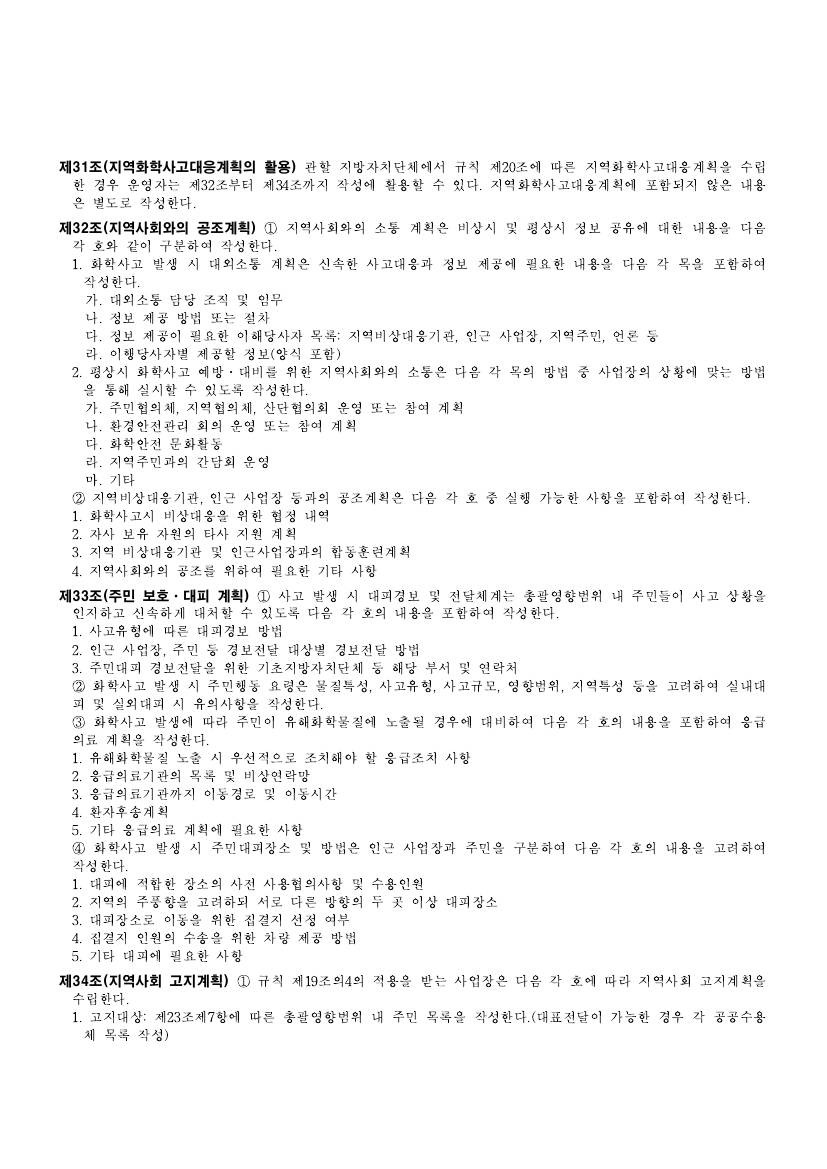 제31조(지역화학사고대응계획의 활용) 관할 지방자치단체에서 규칙 제20조에 따른 지역화학사고대응계획을 수립
한 경우 운영자는 제32조부터 제34조까지 작성에 활용할 수 있다. 지역화학사고대응계획에 포함되지 않은 내용
은 별도로 작성한다.
제32조(지역사회와의 공조계획) ① 지역사회와의 소통 계획은 비상시 및 평상시 정보 공유에 대한 내용을 다음
각 호와 같이 구분하여 작성한다.
1. 화학사고 발생 시 대외소통 계획은 신속한 사고대응과 정보 제공에 필요한 내용을 다음 각 목을 포함하여
작성한다.
가. 대외소통 담당 조직 및 임무
나. 정보 제공 방법 또는 절차
다. 정보 제공이 필요한 이해당사자 목록: 지역비상대응기관, 인근 사업장, 지역주민, 언론 등
라. 이행당사자별 제공할 정보(양식 포함)
2. 평상시 화학사고 예방·대비를 위한 지역사회와의 소통은 다음 각 목의 방법 중 사업장의 상황에 맞는 방법
을 통해 실시할 수 있도록 작성한다.
가. 주민협의체, 지역협의체, 산단협의회 운영 또는 참여 계획
나. 환경안전관리 회의 운영 또는 참여 계획
다. 화학안전 문화활동
라. 지역주민과의 간담회 운영
마. 기타
② 지역비상대응기관, 인근 사업장 등과의 공조계획은 다음 각 호 중 실행 가능한 사항을 포함하여 작성한다.
1. 화학사고시 비상대응을 위한 협정 내역
2. 자사 보유 자원의 타사 지원 계획
3. 지역 비상대응기관 및 인근사업장과의 합동훈련계획
4. 지역사회와의 공조를 위하여 필요한 기타 사항
제33조(주민 보호·대피 계획) ① 사고 발생 시 대피경보 및 전달체계는 총괄영향범위 내 주민들이 사고 상황을
인지하고 신속하게 대처할 수 있도록 다음 각 호의 내용을 포함하여 작성한다.
1. 사고유형에 따른 대피경보 방법
2. 인근 사업장, 주민 등 경보전달 대상별 경보전달 방법
3. 주민대피 경보전달을 위한 기초지방자치단체 등 해당 부서 및 연락처
② 화학사고 발생 시 주민행동 요령은 물질특성, 사고유형, 사고규모, 영향범위, 지역특성 등을 고려하여 실내대
피 및 실외대피 시 유의사항을 작성한다.
③ 화학사고 발생에 따라 주민이 유해화학물질에 노출될 경우에 대비하여 다음 각 호의 내용을 포함하여 응급
의료 계획을 작성한다.
1. 유해화학물질 노출 시 우선적으로 조치해야 할 응급조치 사항
2. 응급의료기관의 목록 및 비상연락망
3. 응급의료기관까지 이동경로 및 이동시간
4. 환자후송계획
5. 기타 응급의료 계획에 필요한 사항
④ 화학사고 발생 시 주민대피장소 및 방법은 인근 사업장과 주민을 구분하여 다음 각 호의 내용을 고려하여
작성한다.
1. 대피에 적합한 장소의 사전 사용협의사항 및 수용인원
2. 지역의 주풍향을 고려하되 서로 다른 방향의 두 곳 이상 대피장소
3. 대피장소로 이동을 위한 집결지 선정 여부
4. 집결지 인원의 수송을 위한 차량 제공 방법
5. 기타 대피에 필요한 사항
제34조(지역사회 고지계획) ① 규칙 제19조의4의 적용을 받는 사업장은 다음 각 호에 따라 지역사회 고지계획을
수립한다.
1. 고지대상: 제23조제7항에 따른 총괄영향범위 내 주민 목록을 작성한다.(대표전달이 가능한 경우 각 공공수용
체 목록 작성)